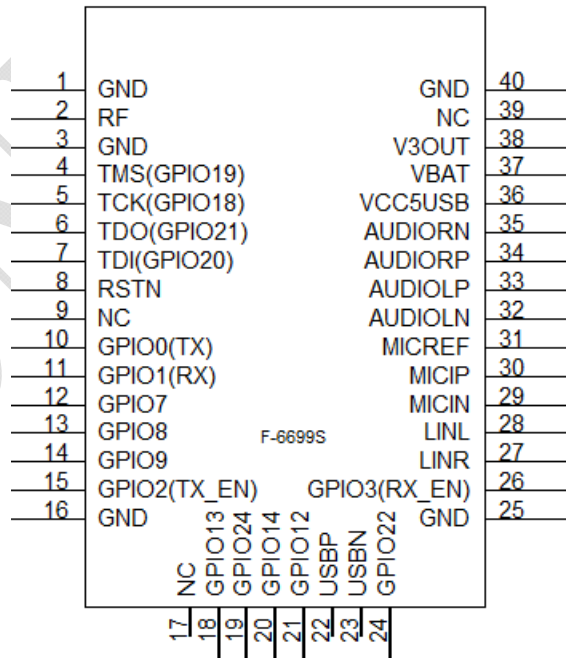 1 GND GND 40
2 RF NC 39
3 GND V3OUT 38
4 TMS(GPIO19) VBAT 37
5 TCK(GPIO18) VCC5USB 36
6 TDO(GPIO21) AUDIORN 35
7 TDI(GPIO20) AUDIORP 34
8 RSTN AUDIOLP 33
9 NC AUDIOLN 32
10 GPIO0(TX) MICREF 31
11 GPIO1(RX) MICIP 30
12 GPIO7 MICIN 29
13 GPIO8 F-6699S LINL 28
14 GPIO9 LINR 27
15 GPIO2(TX_EN) GPIO3(RX_EN) 26
16 GND GND 25
NC
GPIO13
GPIO24
GPIO14
GPIO12
USBP
USBN
GPIO22
17
18
19
20
21
22
23
24